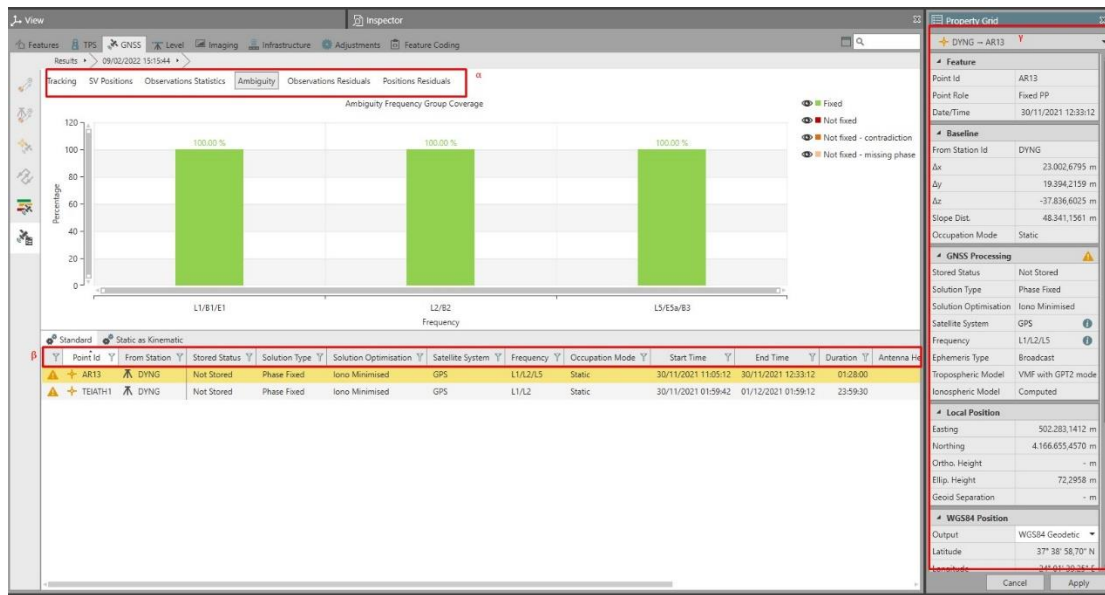 View
Inspector
Property Grid
Features TPS GNSS Level Imaging Infrastructure Adjustments Feature Coding
Results 09/02/2022 15:15:44
Tracking SV Positions Observations Statistics Ambiguity Observations Residuals Positions Residuals
α
Ambiguity Frequency Group Coverage
Fixed
Not fixed
Not fixed - contradiction
Not fixed - missing phase
Percentage
120
100
80
60
40
20
0
100.00 %
100.00 %
100.00 %
L1/B1/E1
L2/B2
L5/E5a/B3
Frequency
Standard Static as Kinematic
β
Point Id From Station Stored Status Solution Type Solution Optimisation Satellite System Frequency Occupation Mode Start Time End Time Duration Antenna He
AR13 DYNG Not Stored Phase Fixed Iono Minimised GPS L1/L2/L5 Static 30/11/2021 11:05:12 30/11/2021 12:33:12 01:28:00
TEIATH1 DYNG Not Stored Phase Fixed Iono Minimised GPS L1/L2 Static 30/11/2021 01:59:42 01/12/2021 01:59:12 23:59:30
DYNG → AR13
γ
Feature
Point Id AR13
Point Role Fixed PP
Date/Time 30/11/2021 12:33:12
Baseline
From Station Id DYNG
Δx 23.002,6795 m
Δy 19.394,2159 m
Δz -37.836,6025 m
Slope Dist. 48.341,1561 m
Occupation Mode Static
GNSS Processing
Stored Status Not Stored
Solution Type Phase Fixed
Solution Optimisation Iono Minimised
Satellite System GPS
Frequency L1/L2/L5
Ephemeris Type Broadcast
Tropospheric Model VMF with GPT2 mode
Ionospheric Model Computed
Local Position
Easting 502.283,1412 m
Northing 4.166.655,4570 m
Ortho. Height - m
Ellip. Height 72,2958 m
Geoid Separation - m
WGS84 Position
Output WGS84 Geodetic
Latitude 37° 38' 58,70" N
Longitude
Cancel Apply